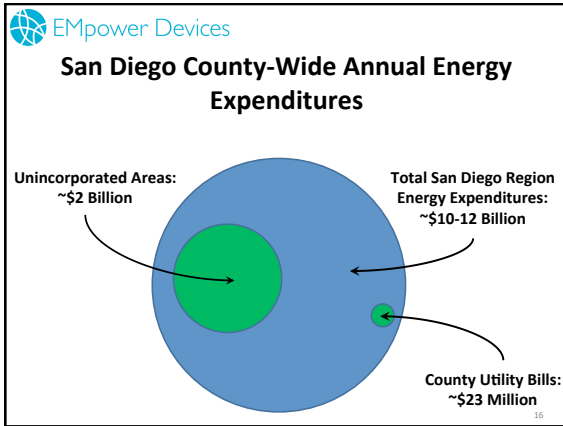 EMpower Devices
San Diego County-Wide Annual Energy
Expenditures
Unincorporated Areas:
~$2 Billion
Total San Diego Region
Energy Expenditures:
~$10-12 Billion
County Utility Bills:
~$23 Million
16